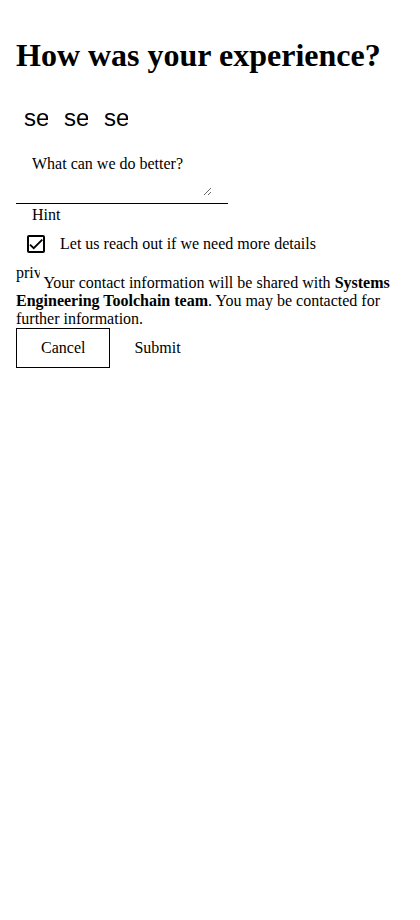 How was your experience?
se se se
What can we do better?
Hint
Let us reach out if we need more details
priv Your contact information will be shared with Systems
Engineering Toolchain team. You may be contacted for
further information.
Cancel Submit